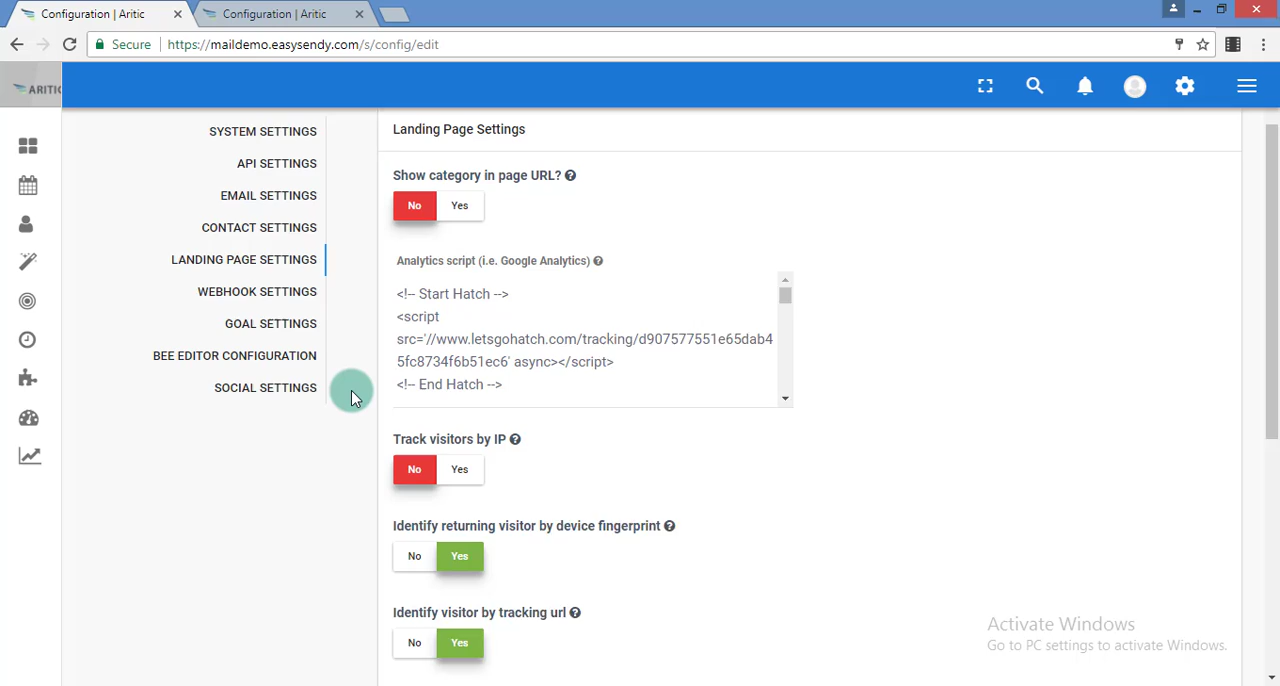 Configuration | Aritic
Configuration | Aritic
Secure
https://maildemo.easysendy.com/s/config/edit
ARITIC
SYSTEM SETTINGS
API SETTINGS
EMAIL SETTINGS
CONTACT SETTINGS
LANDING PAGE SETTINGS
WEBHOOK SETTINGS
GOAL SETTINGS
BEE EDITOR CONFIGURATION
SOCIAL SETTINGS
Landing Page Settings
Show category in page URL?
No Yes
Analytics script (i.e. Google Analytics)
<!-- Start Hatch -->
<script
src='//www.letsgohatch.com/tracking/d907577551e65dab4
5fc8734f6b51ec6' async></script>
<!-- End Hatch -->
Track visitors by IP
No Yes
Identify returning visitor by device fingerprint
No Yes
Identify visitor by tracking url
No Yes
Activate Windows
Go to PC settings to activate Windows.